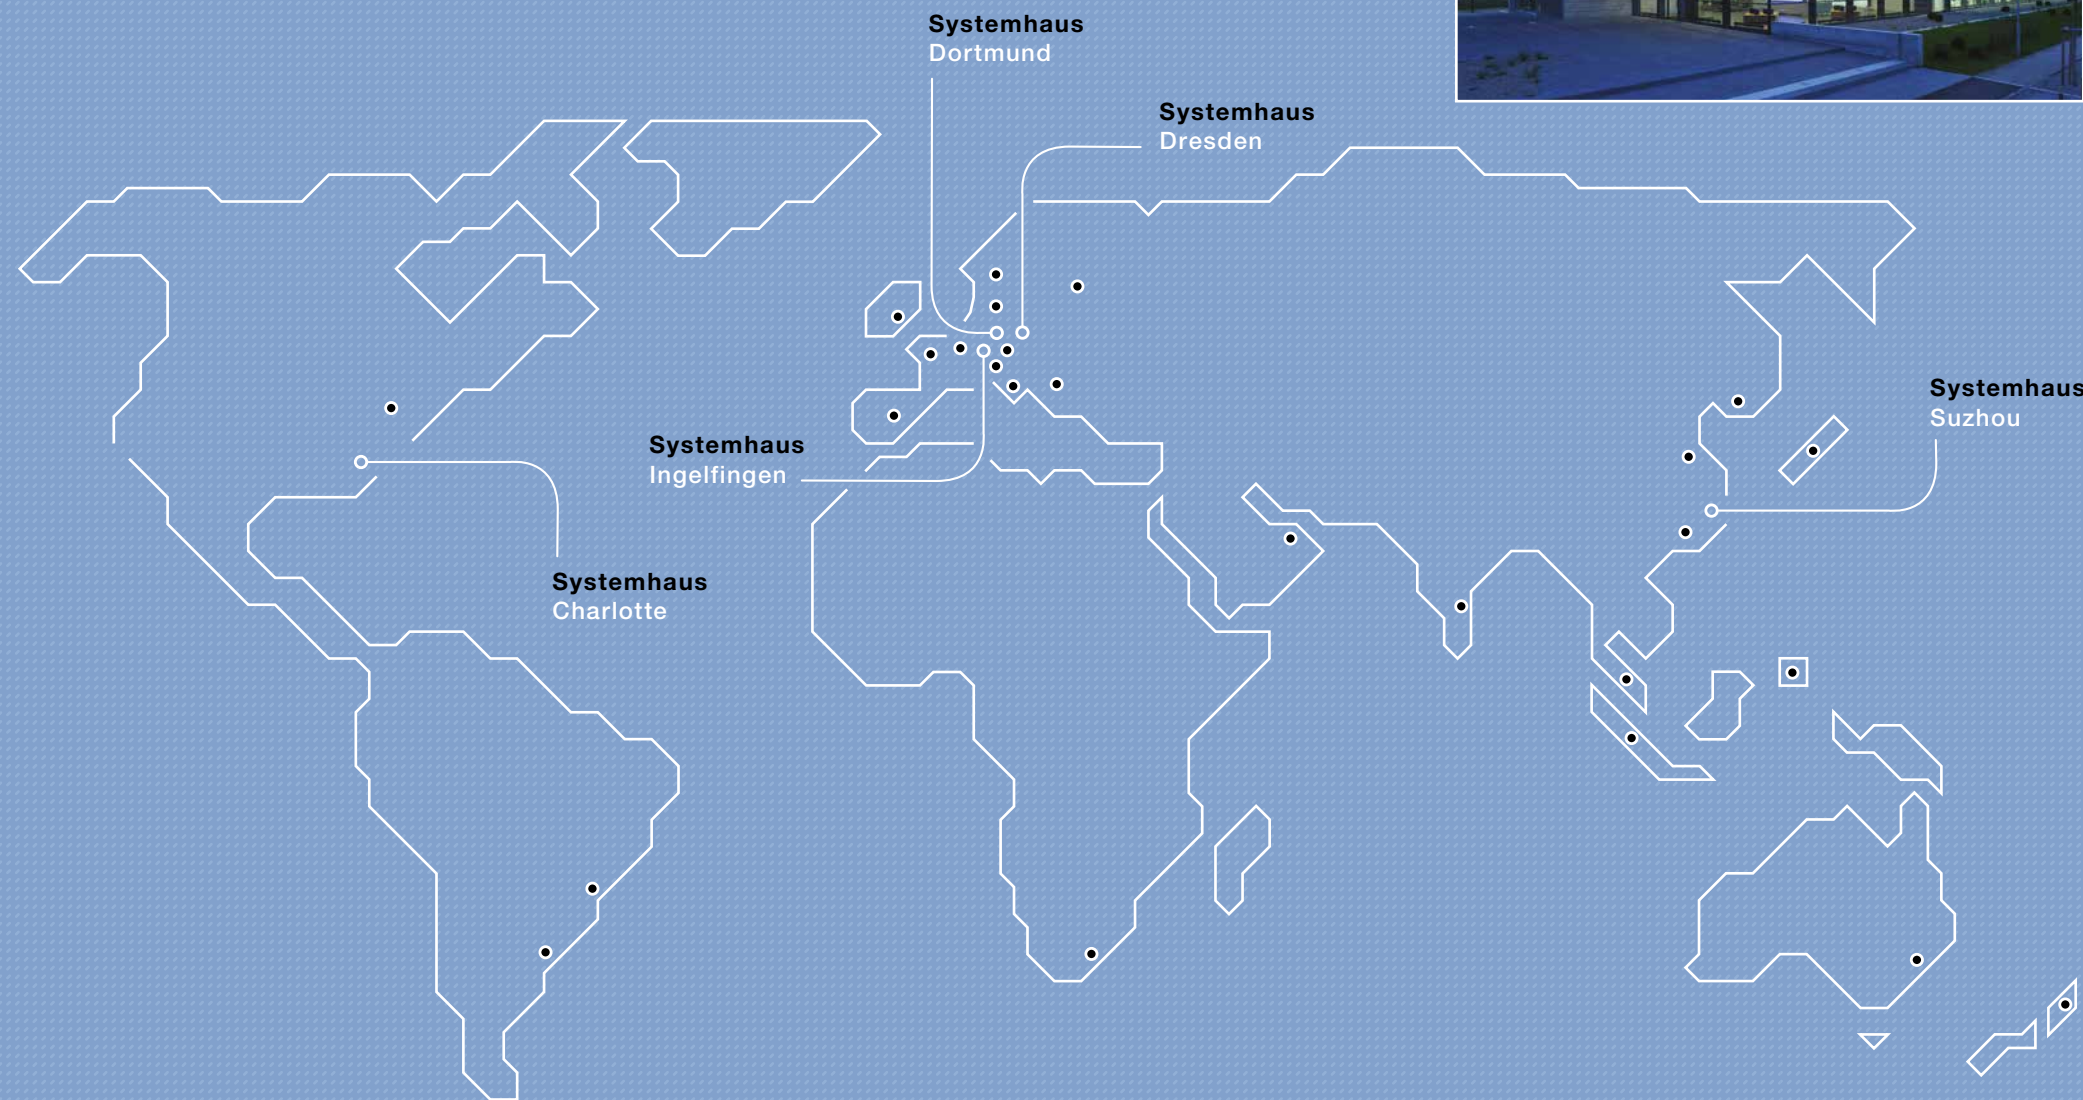 Systemhaus
Dortmund
Systemhaus
Dresden
Systemhaus
Suzhou
Systemhaus
Ingelfingen
Systemhaus
Charlotte